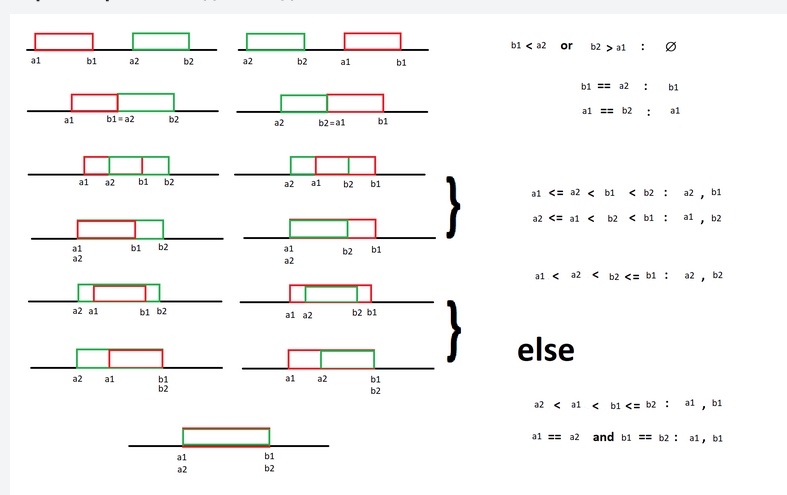 a1 b1 a2 b2 a2 b2 a1 b1
b1 < a2 or b2 > a1 : ∅
a1 b1=a2 b2 a2 b2=a1 b1
b1 == a2 : b1
a1 == b2 : a1
a1 a2 b1 b2 a2 a1 b2 b1
}
a1 <= a2 < b1 < b2 : a2 , b1
a2 <= a1 < b2 < b1 : a1 , b2
a1 b1 b2 a1 b2 b1
a2 a2
a1 < a2 < b2 <= b1 : a2 , b2
a2 a1 b1 b2 a1 a2 b2 b1
}
else
a2 a1 b1 a1 a2 b1
b2 b2
a2 < a1 < b1 <= b2 : a1 , b1
a1 == a2 and b1 == b2 : a1 , b1
a1 b1
a2 b2